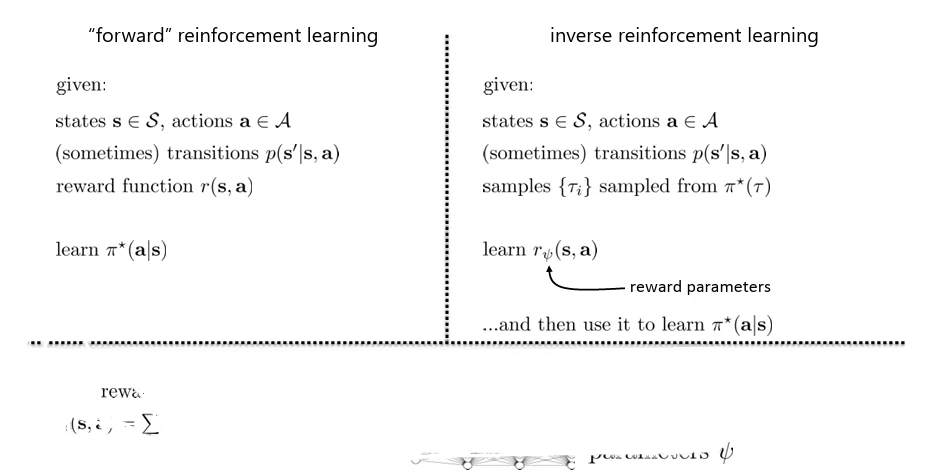 “forward” reinforcement learning
given:
states s ∈ 𝒮, actions a ∈ 𝒜
(sometimes) transitions p(s′|s, a)
reward function r(s, a)
learn π⋆(a|s)
inverse reinforcement learning
given:
states s ∈ 𝒮, actions a ∈ 𝒜
(sometimes) transitions p(s′|s, a)
samples {τᵢ} sampled from π⋆(τ)
learn r_ψ(s, a)
reward parameters
...and then use it to learn π⋆(a|s)
(s, = ∑
parameters ψ